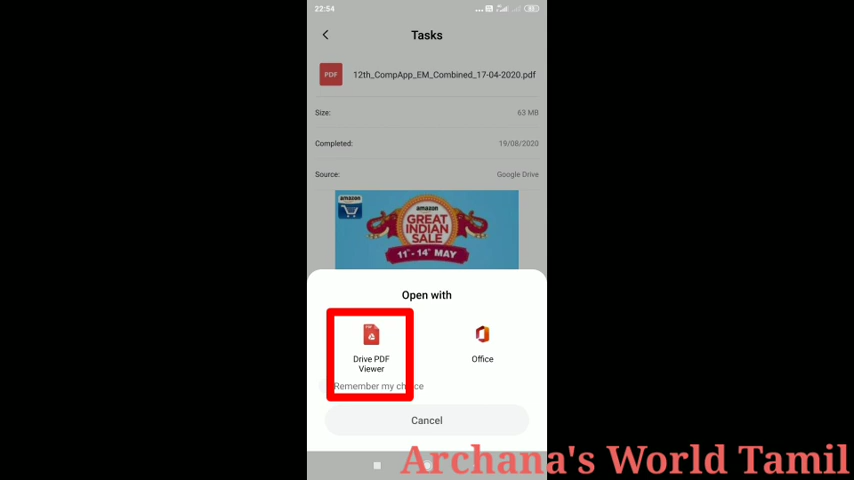 22:54
Tasks
PDF
12th_CompApp_EM_Combined_17-04-2020.pdf
Size: 63 MB
Completed: 19/08/2020
Source: Google Drive
amazon
amazon
GREAT
INDIAN
SALE
11th - 14th MAY
Open with
Drive PDF
Viewer
Office
Remember my choice
Cancel
Archana's World Tamil